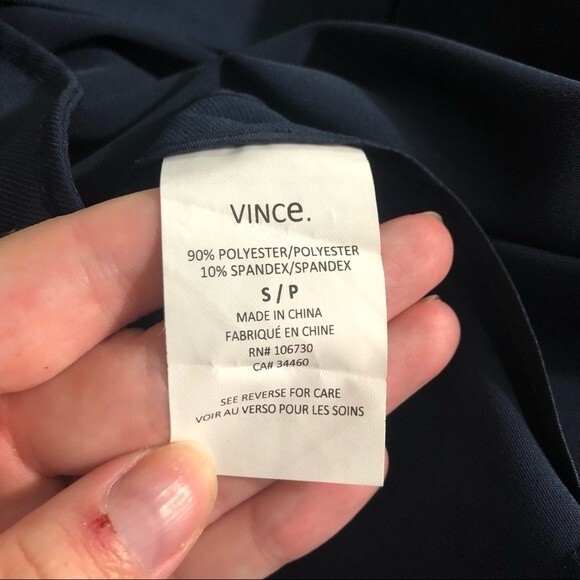 VINCe.
90% POLYESTER/POLYESTER
10% SPANDEX/SPANDEX
S / P
MADE IN CHINA
FABRIQUÉ EN CHINE
RN# 106730
CA# 34460
SEE REVERSE FOR CARE
VOIR AU VERSO POUR LES SOINS